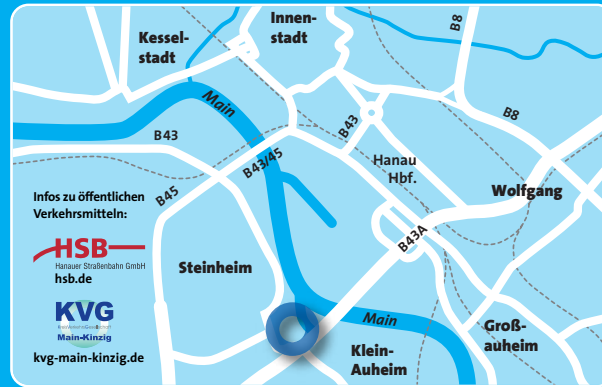 Innen-
stadt
B8
Kessel-
stadt
Main
B8
B43
B43
B43/45
Hanau
Hbf.
Wolfgang
Infos zu öffentlichen
Verkehrsmitteln:
B45
B43A
HSB
Hanauer Straßenbahn GmbH
hsb.de
Steinheim
KVG
KreisVerkehrsGesellschaft
Main-Kinzig
kvg-main-kinzig.de
Main
Groß-
auheim
Klein-
Auheim